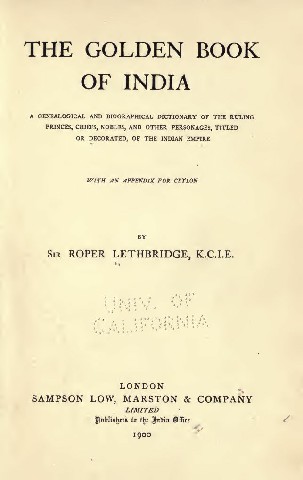 THE GOLDEN BOOK
OF INDIA
A GENEALOGICAL AND BIOGRAPHICAL DICTIONARY OF THE RULING
PRINCES, CHIEFS, NOBLES, AND OTHER PERSONAGES, TITLED
OR DECORATED, OF THE INDIAN EMPIRE
WITH AN APPENDIX FOR CEYLON
BY
SIR ROPER LETHBRIDGE, K.C.I.E.
UNIV. OF
CALIFORNIA
LONDON
SAMPSON LOW, MARSTON & COMPANY
LIMITED
Publishers to the India Office
1900